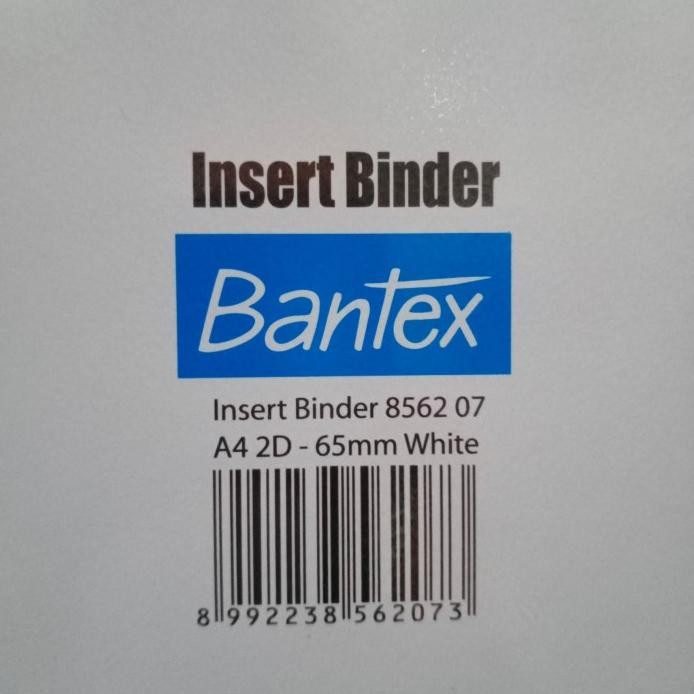 Insert Binder
Bantex
Insert Binder 8562 07
A4 2D - 65mm White
8 992238 562073